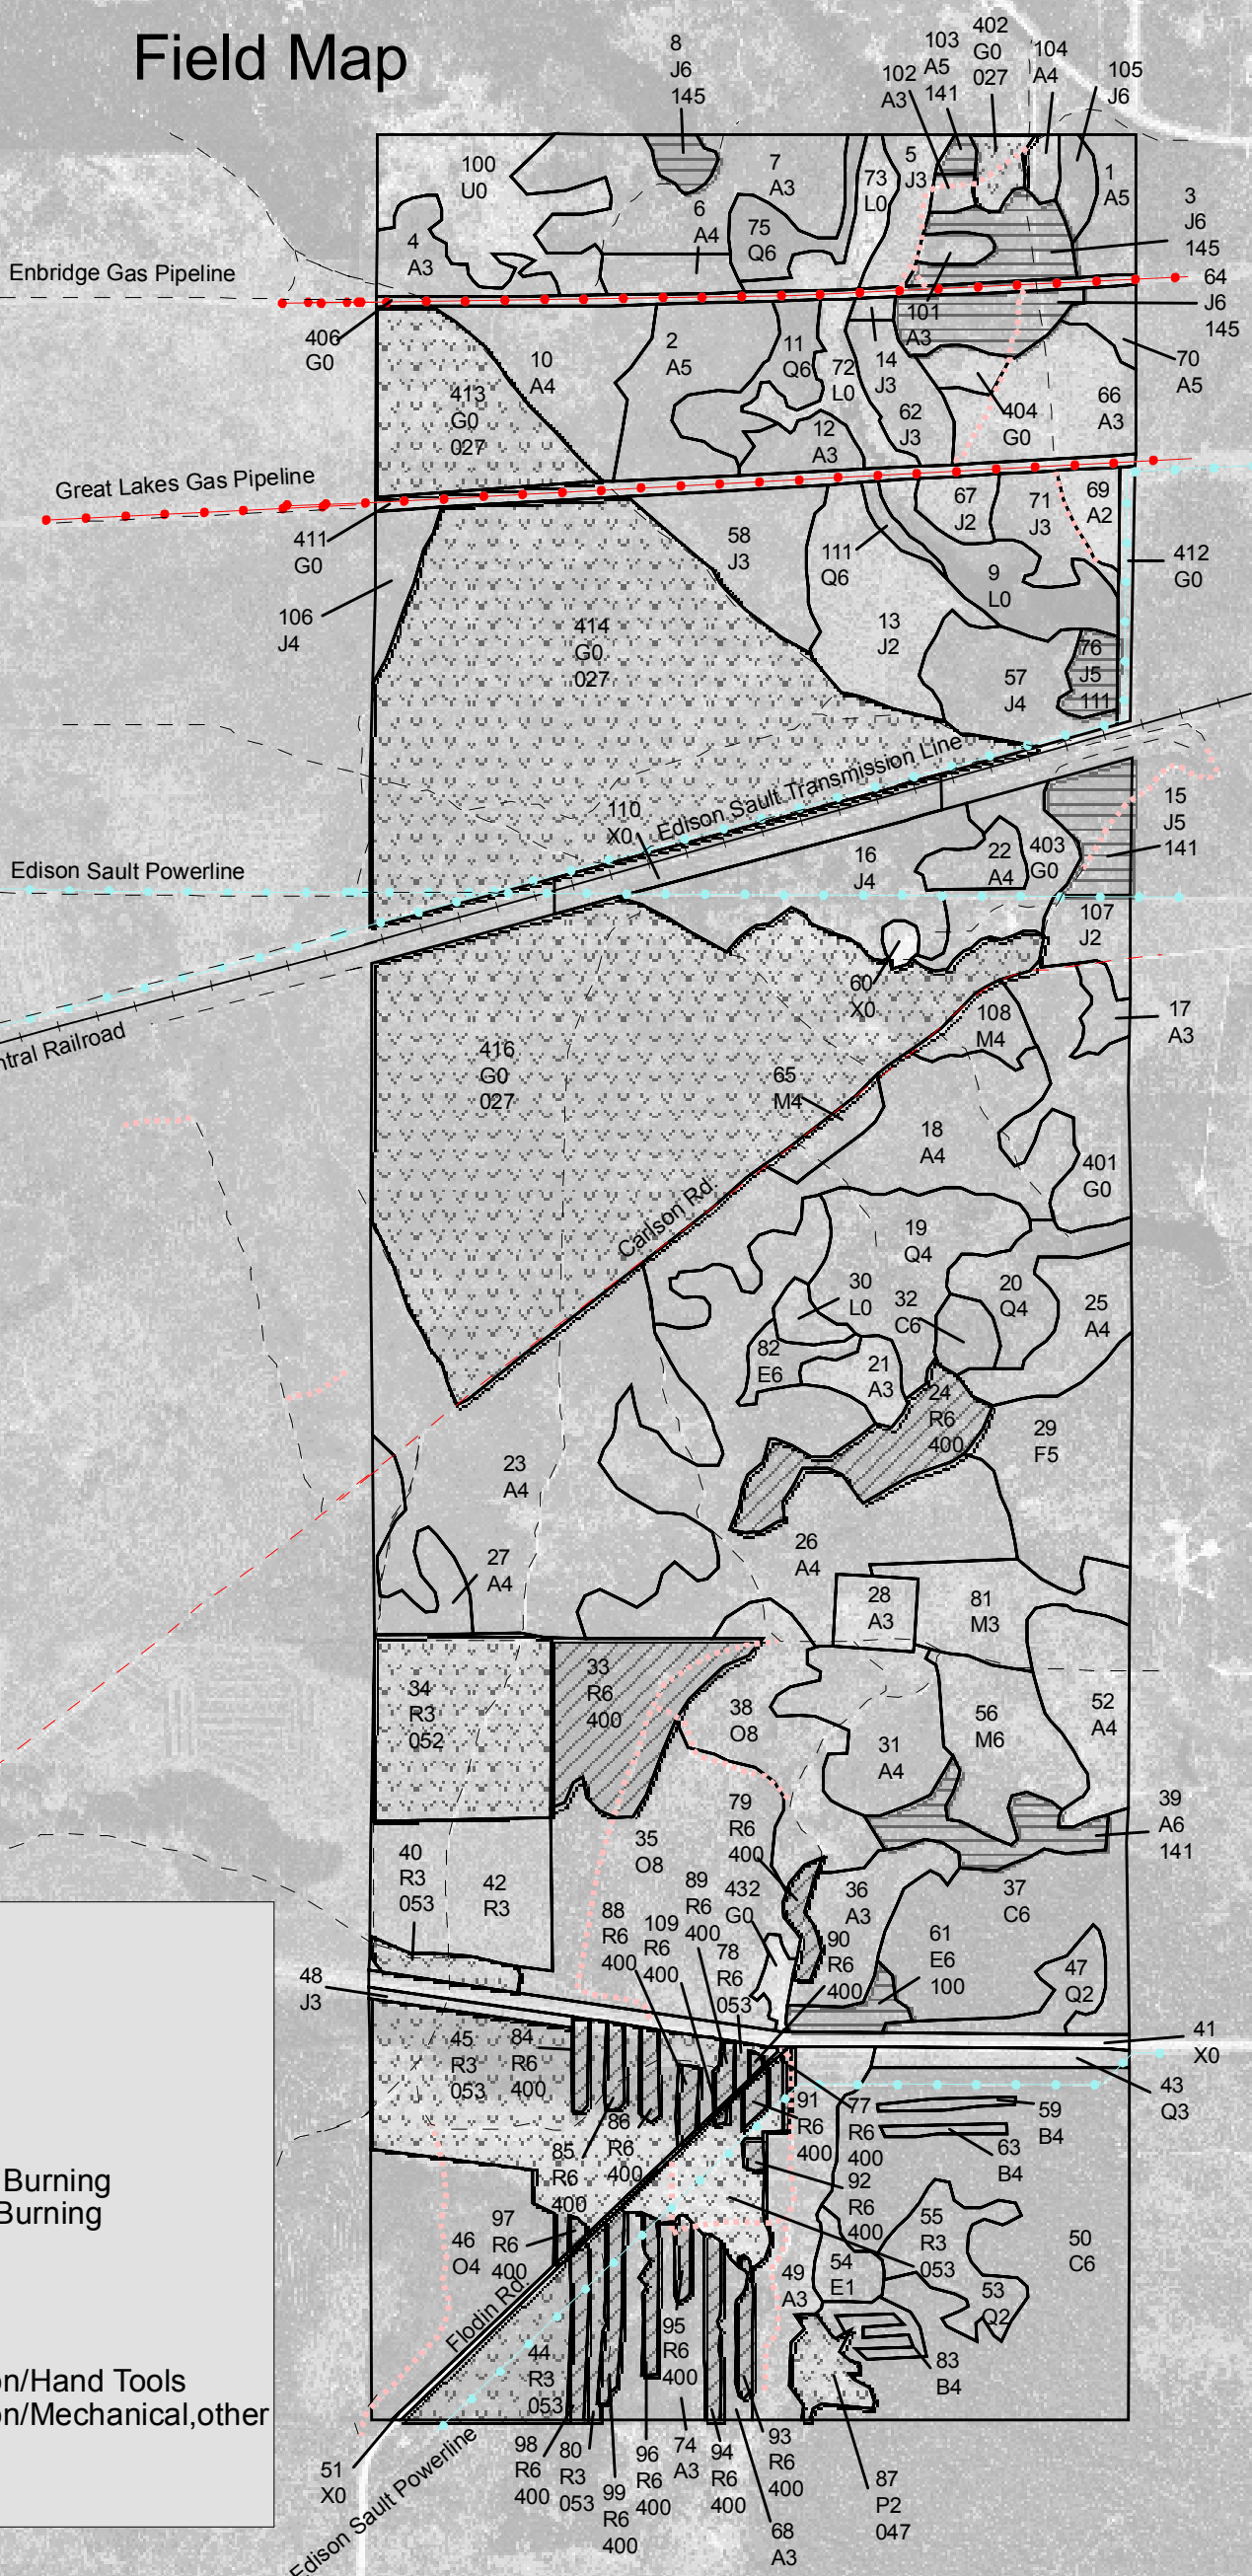 Field Map
8
J6
145
102
A3
103
A5
141
402
G0
027
104
A4
105
J6
100
U0
7
A3
5
J3
73
L0
1
A5
3
J6
145
6
A4
75
Q6
4
A3
Enbridge Gas Pipeline
64
J6
145
406
G0
10
A4
2
A5
11
Q6
72
L0
14
J3
101
A3
70
A5
413
G0
027
12
A3
62
J3
404
G0
66
A3
Great Lakes Gas Pipeline
411
G0
58
J3
111
Q6
67
J2
71
J3
69
A2
412
G0
106
J4
414
G0
027
13
J2
9
L0
57
J4
76
J5
111
Edison Sault Transmission Line
110
X0
16
J4
22
A4
403
G0
15
J5
141
Edison Sault Powerline
107
J2
60
X0
108
M4
17
A3
ntral Railroad
416
G0
027
65
M4
18
A4
401
G0
Carlson Rd.
19
Q4
30
L0
32
C6
20
Q4
25
A4
82
E6
21
A3
24
R6
400
29
F5
23
A4
26
A4
27
A4
28
A3
81
M3
33
R6
400
34
R3
052
38
O8
31
A4
56
M6
52
A4
79
R6
400
39
A6
141
35
O8
40
R3
053
42
R3
88
R6
400
109
R6
400
89
R6
400
432
G0
78
R6
053
36
A3
90
R6
400
37
C6
61
E6
100
47
Q2
48
J3
41
X0
45
R3
053
84
R6
400
43
Q3
91
R6
400
77
R6
400
59
B4
63
B4
86
R6
400
85
R6
400
92
R6
400
Burning
Burning
46
O4
97
R6
400
55
R3
053
50
C6
54
E1
49
A3
53
Q2
Flodin Rd.
95
R6
400
44
R3
053
83
B4
on/Hand Tools
on/Mechanical,other
51
X0
Edison Sault Powerline
98
R6
400
80
R3
053
99
R6
400
96
R6
400
74
A3
94
R6
400
93
R6
400
68
A3
87
P2
047